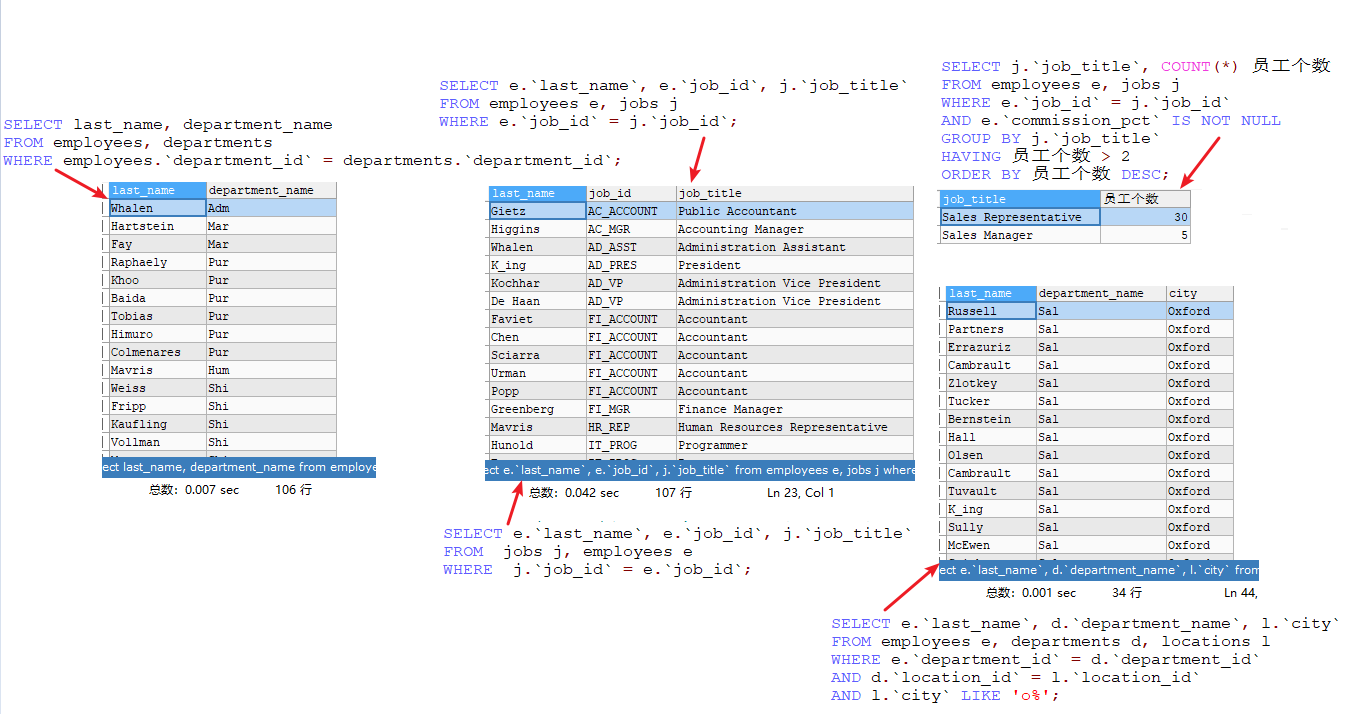 SELECT last_name, department_name
FROM employees, departments
WHERE employees.`department_id` = departments.`department_id`;
last_name department_name
Whalen Adm
Hartstein Mar
Fay Mar
Raphaely Pur
Khoo Pur
Baida Pur
Tobias Pur
Himuro Pur
Colmenares Pur
Mavris Hum
Weiss Shi
Fripp Shi
Kaufling Shi
Vollman Shi
ect last_name, department_name from employe
总数: 0.007 sec 106 行
SELECT e.`last_name`, e.`job_id`, j.`job_title`
FROM employees e, jobs j
WHERE e.`job_id` = j.`job_id`;
last_name job_id job_title
Gietz AC_ACCOUNT Public Accountant
Higgins AC_MGR Accounting Manager
Whalen AD_ASST Administration Assistant
K_ing AD_PRES President
Kochhar AD_VP Administration Vice President
De Haan AD_VP Administration Vice President
Faviet FI_ACCOUNT Accountant
Chen FI_ACCOUNT Accountant
Sciarra FI_ACCOUNT Accountant
Urman FI_ACCOUNT Accountant
Popp FI_ACCOUNT Accountant
Greenberg FI_MGR Finance Manager
Mavris HR_REP Human Resources Representative
Hunold IT_PROG Programmer
ect e.`last_name`, e.`job_id`, j.`job_title` from employees e, jobs j where
总数: 0.042 sec 107 行 Ln 23, Col 1
SELECT e.`last_name`, e.`job_id`, j.`job_title`
FROM jobs j, employees e
WHERE j.`job_id` = e.`job_id`;
SELECT j.`job_title`, COUNT(*) 员工个数
FROM employees e, jobs j
WHERE e.`job_id` = j.`job_id`
AND e.`commission_pct` IS NOT NULL
GROUP BY j.`job_title`
HAVING 员工个数 > 2
ORDER BY 员工个数 DESC;
job_title 员工个数
Sales Representative 30
Sales Manager 5
last_name department_name city
Russell Sal Oxford
Partners Sal Oxford
Errazuriz Sal Oxford
Cambrault Sal Oxford
Zlotkey Sal Oxford
Tucker Sal Oxford
Bernstein Sal Oxford
Hall Sal Oxford
Olsen Sal Oxford
Cambrault Sal Oxford
Tuvault Sal Oxford
K_ing Sal Oxford
Sully Sal Oxford
McEwen Sal Oxford
ect e.`last_name`, d.`department_name`, l.`city` from
总数: 0.001 sec 34 行 Ln 44,
SELECT e.`last_name`, d.`department_name`, l.`city`
FROM employees e, departments d, locations l
WHERE e.`department_id` = d.`department_id`
AND d.`location_id` = l.`location_id`
AND l.`city` LIKE 'o%';